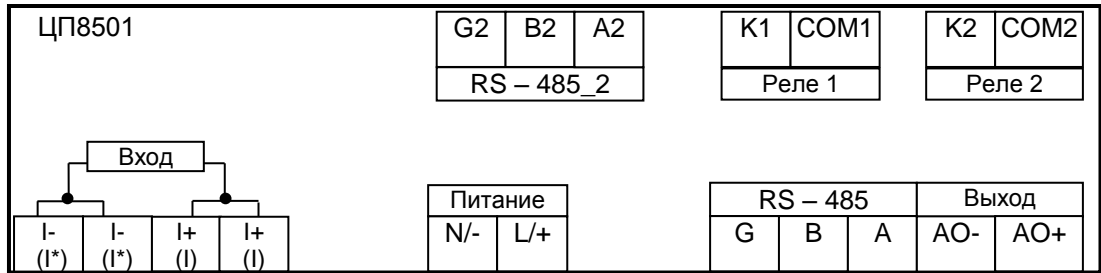 ЦП8501
G2 B2 A2 K1 COM1 K2 COM2
RS – 485_2 Реле 1 Реле 2
Вход
Питание RS – 485 Выход
I- I- I+ I+ N/- L/+ G B A AO- AO+
(I*) (I*) (I) (I)